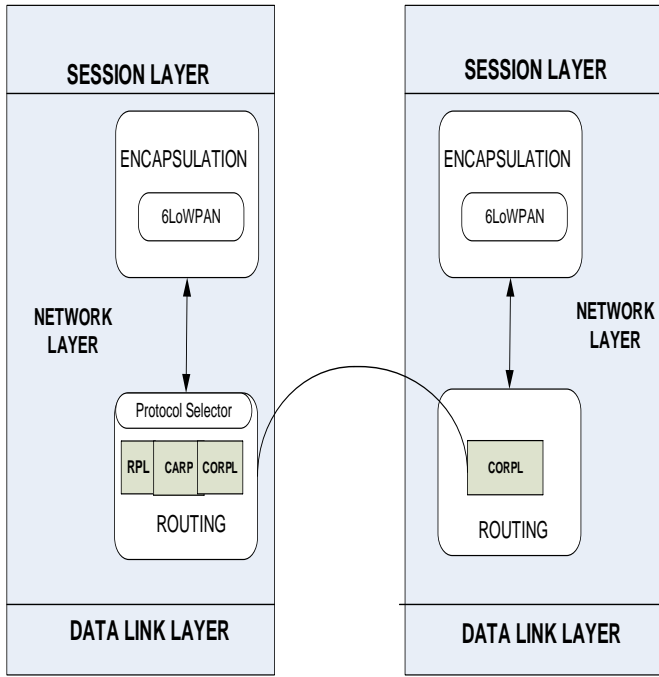 SESSION LAYER
ENCAPSULATION
6LoWPAN
NETWORK
LAYER
Protocol Selector
RPL
CARP
CORPL
ROUTING
DATA LINK LAYER
SESSION LAYER
ENCAPSULATION
6LoWPAN
NETWORK
LAYER
CORPL
ROUTING
DATA LINK LAYER